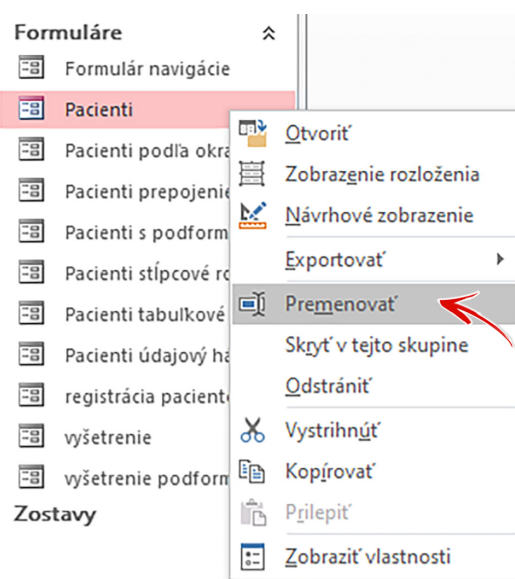 Formuláre
Formulár navigácie
Pacienti
Pacienti podľa okra
Pacienti prepojenie
Pacienti s podform
Pacienti stĺpcové ro
Pacienti tabuľkové
Pacienti údajový há
registrácia paciento
vyšetrenie
vyšetrenie podform
Zostavy
Otvoriť
Zobrazenie rozloženia
Návrhové zobrazenie
Exportovať
Premenovať
Skryť v tejto skupine
Odstrániť
Vystrihnúť
Kopírovať
Prilepiť
Zobraziť vlastnosti